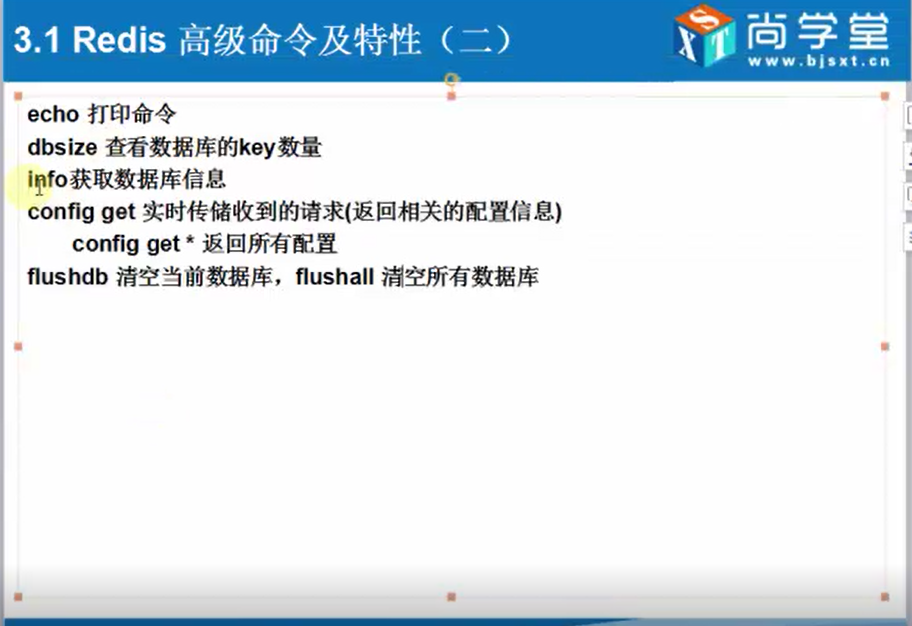 3.1 Redis 高级命令及特性（二）
尚学堂
SXT
www.bjsxt.cn
echo 打印命令
dbsize 查看数据库的key数量
info获取数据库信息
config get 实时传储收到的请求(返回相关的配置信息)
config get * 返回所有配置
flushdb 清空当前数据库，flushall 清空所有数据库